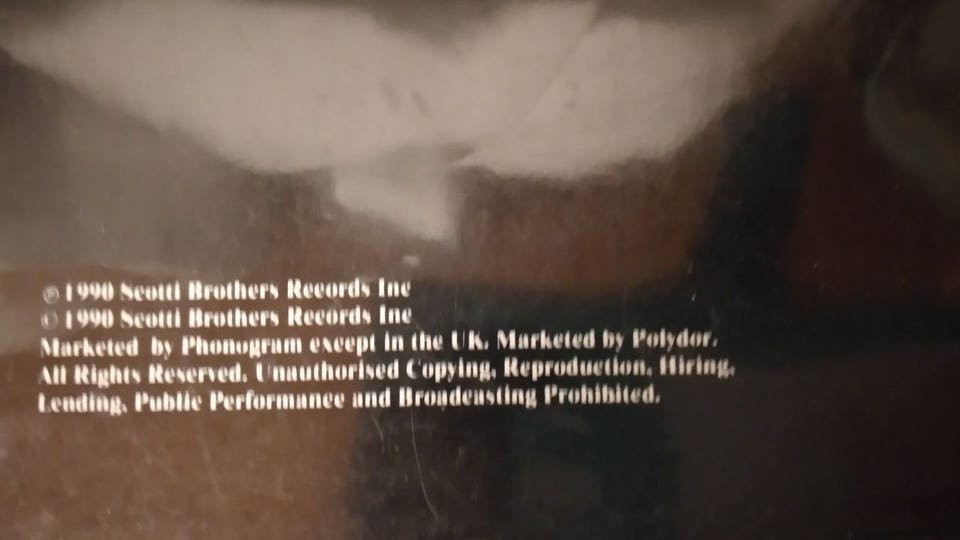 ℗ 1990 Scotti Brothers Records Inc
© 1990 Scotti Brothers Records Inc
Marketed by Phonogram except in the UK. Marketed by Polydor.
All Rights Reserved. Unauthorised Copying, Reproduction, Hiring,
Lending, Public Performance and Broadcasting Prohibited.